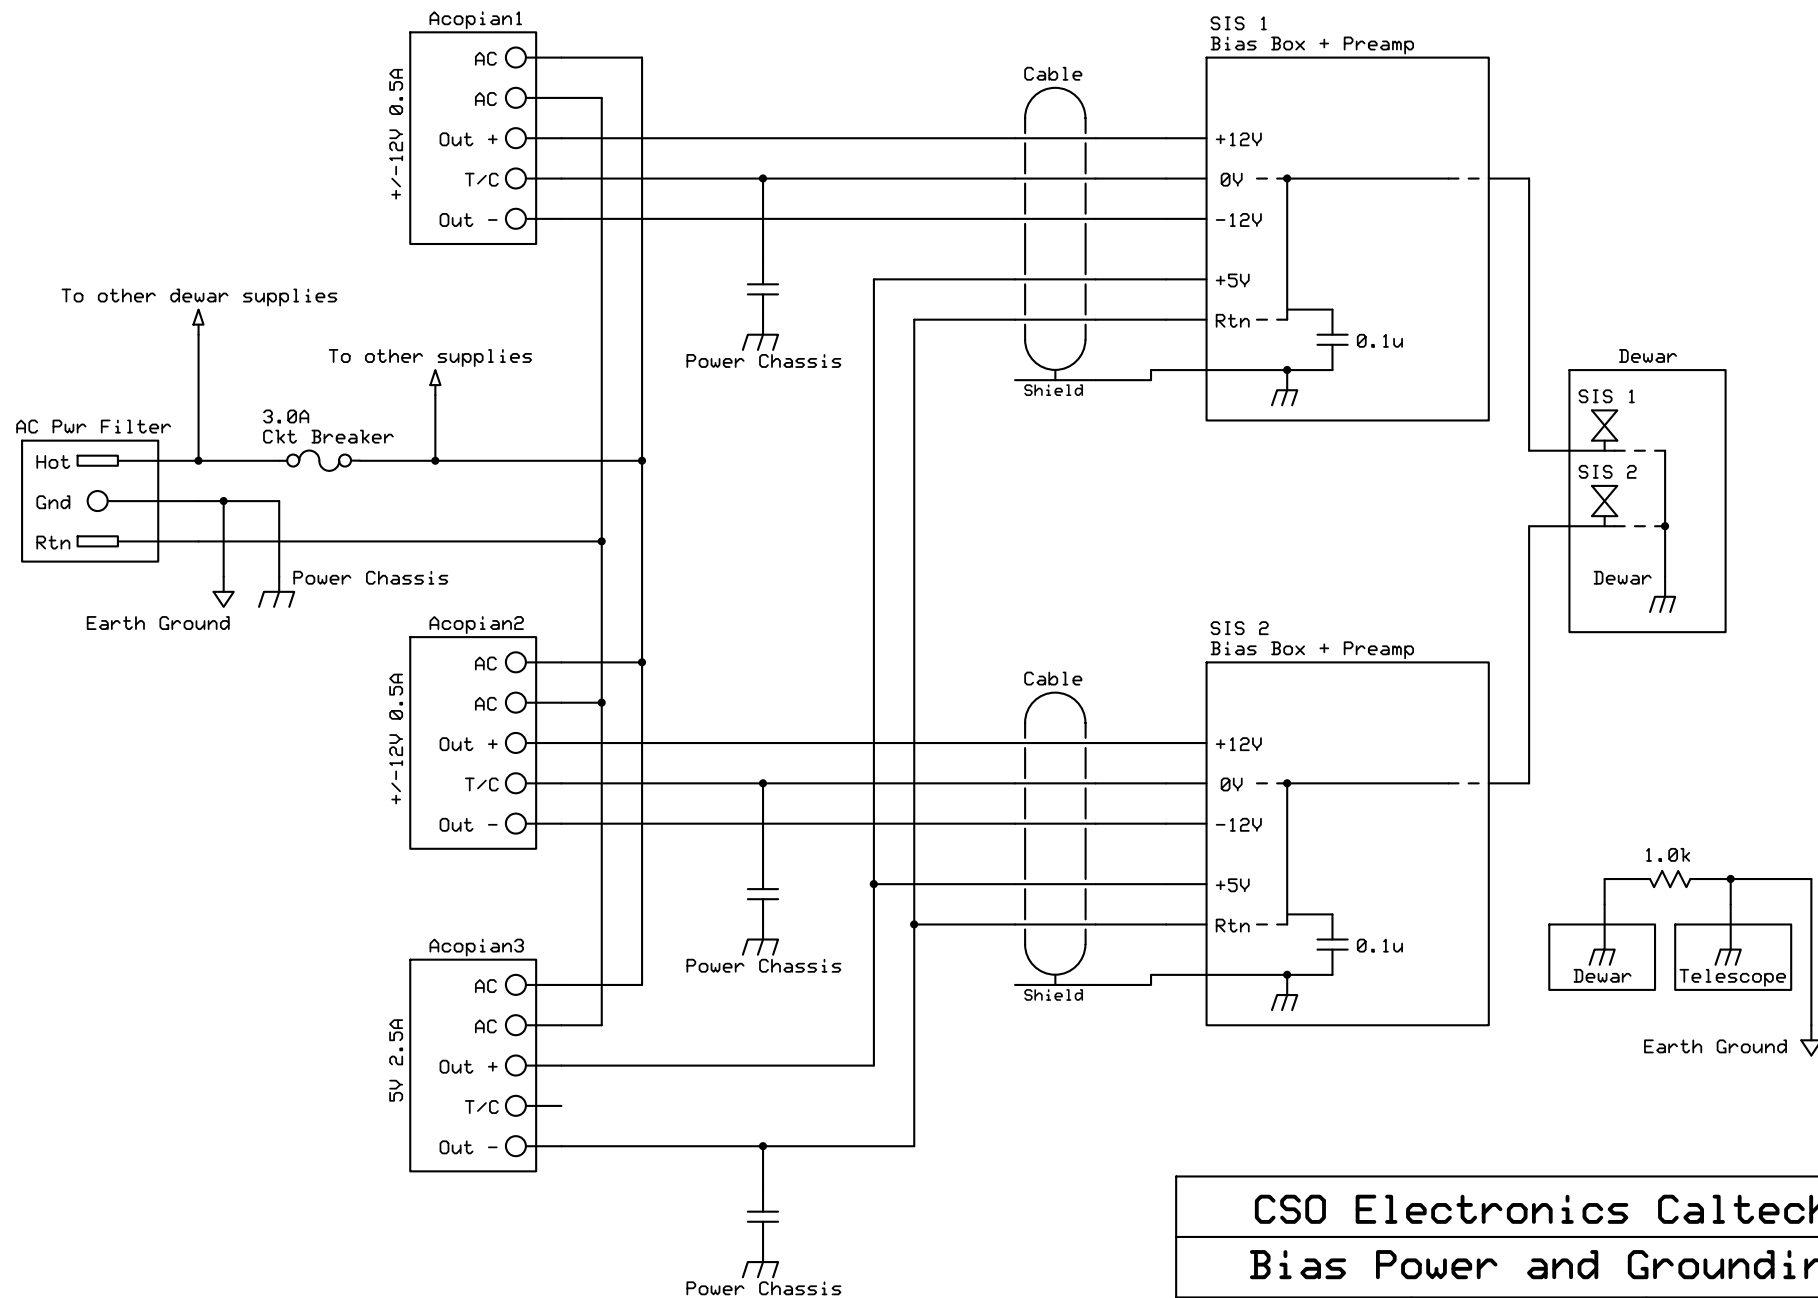 Acopian1
AC
AC
Out +
T/C
Out -
+/-12V 0.5A
Cable
SIS 1
Bias Box + Preamp
+12V
0V
-12V
+5V
Rtn
0.1u
Shield
Power Chassis
To other dewar supplies
To other supplies
3.0A
Ckt Breaker
AC Pwr Filter
Hot
Gnd
Rtn
Power Chassis
Earth Ground
Dewar
SIS 1
SIS 2
Dewar
Acopian2
AC
AC
Out +
T/C
Out -
+/-12V 0.5A
Cable
SIS 2
Bias Box + Preamp
+12V
0V
-12V
+5V
Rtn
0.1u
Shield
Power Chassis
1.0k
Dewar
Telescope
Earth Ground
Acopian3
AC
AC
Out +
T/C
Out -
5V 2.5A
Power Chassis
CSO Electronics Caltech
Bias Power and Groundin